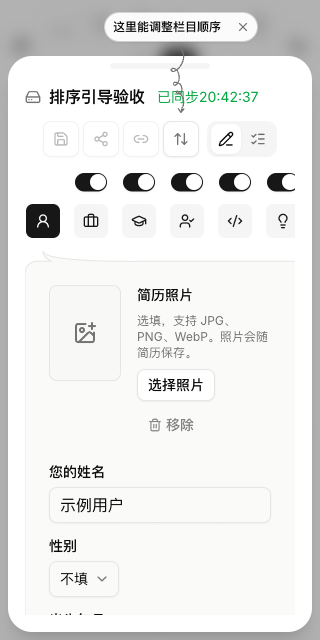 这里能调整栏目顺序
排序引导验收 已同步20:42:37
简历照片
选填，支持 JPG、
PNG、WebP。照片会随
简历保存。
选择照片
移除
您的姓名
示例用户
性别
不填